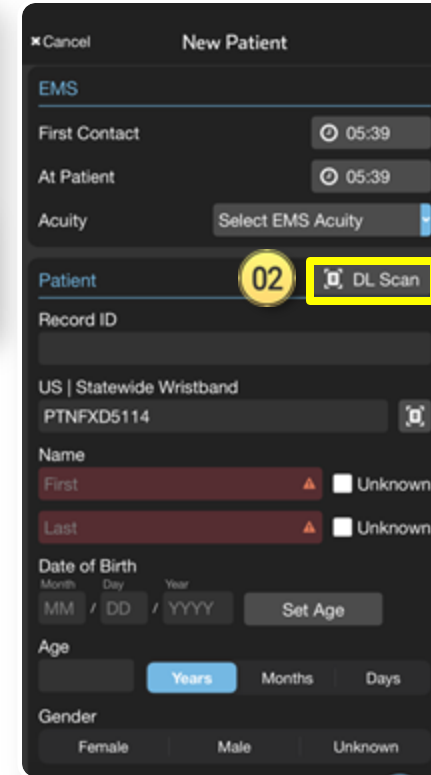 ×Cancel New Patient
EMS
First Contact 05:39
At Patient 05:39
Acuity Select EMS Acuity
Patient 02 DL Scan
Record ID
US | Statewide Wristband
PTNFXD5114
Name
First Unknown
Last Unknown
Date of Birth
Month Day Year
MM / DD / YYYY Set Age
Age
Years Months Days
Gender
Female Male Unknown